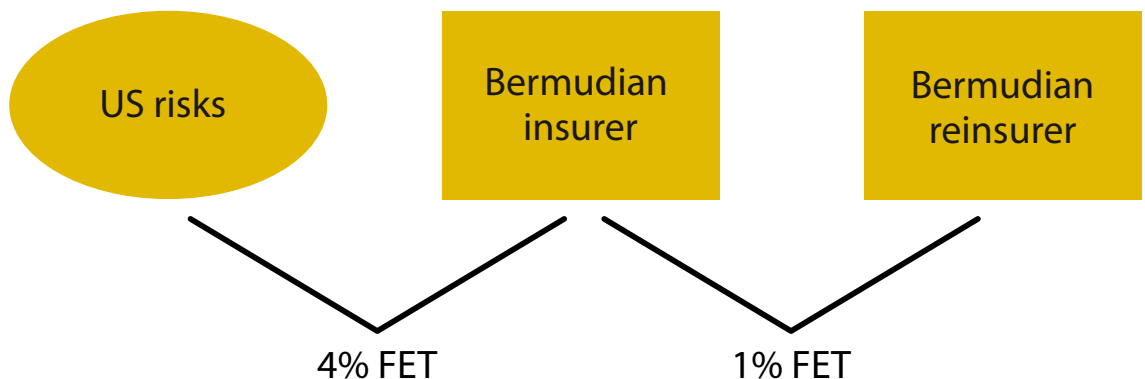 US risks
Bermudian
insurer
Bermudian
reinsurer
4% FET
1% FET